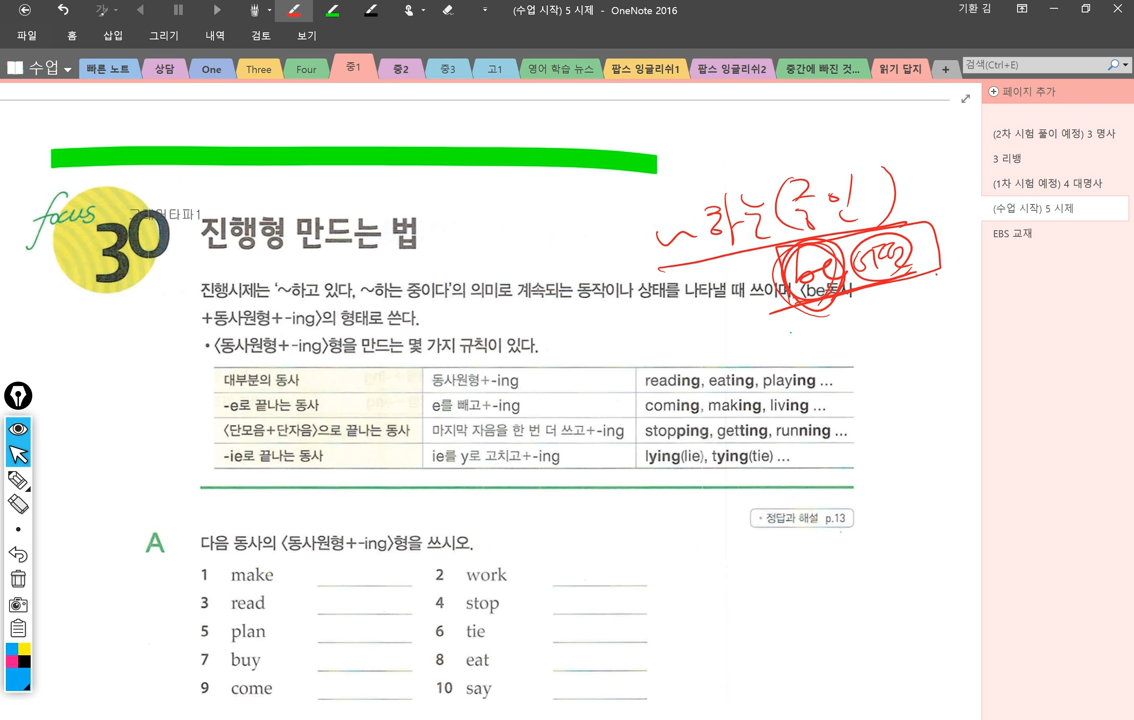 (수업 시작) 5 시제 - OneNote 2016
기환 김
파일 홈 삽입 그리기 내역 검토 보기
수업 빠른 노트 상담 One Three Four 중1 중2 중3 고1 영어 학습 뉴스 팝스 잉글리쉬1 팝스 잉글리쉬2 중간에 빠진 것... 읽기 답지 + 검색(Ctrl+E)
페이지 추가
(2차 시험 풀이 예정) 3 명사
3 리뱅
(1차 시험 예정) 4 대명사
(수업 시작) 5 시제
EBS 교재
~하는(중인)
be
focus
30
진행형 만드는 법
진행시제는 '~하고 있다, ~하는 중이다'의 의미로 계속되는 동작이나 상태를 나타낼 때 쓰이며, 〈be동사
+동사원형+-ing〉의 형태로 쓴다.
• 〈동사원형+-ing〉형을 만드는 몇 가지 규칙이 있다.
대부분의 동사 동사원형+-ing reading, eating, playing ...
-e로 끝나는 동사 e를 빼고+-ing coming, making, living ...
〈단모음+단자음〉으로 끝나는 동사 마지막 자음을 한 번 더 쓰고+-ing stopping, getting, running ...
-ie로 끝나는 동사 ie를 y로 고치고+-ing lying(lie), tying(tie) ...
• 정답과 해설 p.13
A 다음 동사의 〈동사원형+-ing〉형을 쓰시오.
1 make 2 work
3 read 4 stop
5 plan 6 tie
7 buy 8 eat
9 come 10 say